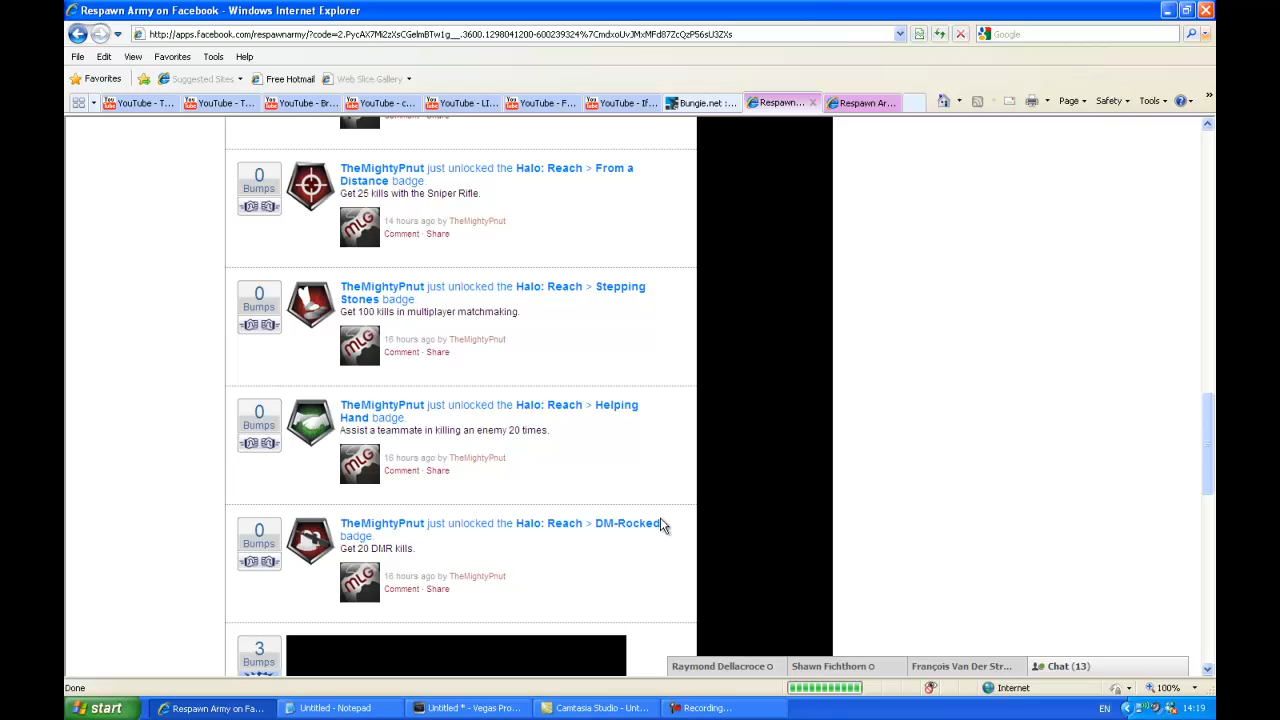 Respawn Army on Facebook - Windows Internet Explorer
http://apps.facebook.com/respawnarmy/?code=2.PycAX7Mi2zXsCGelmBTw1g__.3600.1298041200-600239324%7CmdxoUvJMxMFd87ZcQzP56sU3ZXs
Google
File Edit View Favorites Tools Help
Favorites Suggested Sites Free Hotmail Web Slice Gallery
YouTube - T... YouTube - T... YouTube - Br... YouTube - c... YouTube - LI... YouTube - F... YouTube - If... Bungie.net :... Respawn... Respawn Ar...
Page Safety Tools
Comment · Share
0
Bumps
TheMightyPnut just unlocked the Halo: Reach > From a
Distance badge.
Get 25 kills with the Sniper Rifle.
MLG
14 hours ago by TheMightyPnut
Comment · Share
0
Bumps
TheMightyPnut just unlocked the Halo: Reach > Stepping
Stones badge.
Get 100 kills in multiplayer matchmaking.
MLG
16 hours ago by TheMightyPnut
Comment · Share
0
Bumps
TheMightyPnut just unlocked the Halo: Reach > Helping
Hand badge.
Assist a teammate in killing an enemy 20 times.
MLG
16 hours ago by TheMightyPnut
Comment · Share
0
Bumps
TheMightyPnut just unlocked the Halo: Reach > DM-Rocked
badge.
Get 20 DMR kills.
MLG
16 hours ago by TheMightyPnut
Comment · Share
3
Bumps
Raymond Dellacroce Shawn Fichthorn François Van Der Str... Chat (13)
Done Internet 100%
start Respawn Army on Fa... Untitled - Notepad Untitled * - Vegas Pro... Camtasia Studio - Unt... Recording... EN 14:19